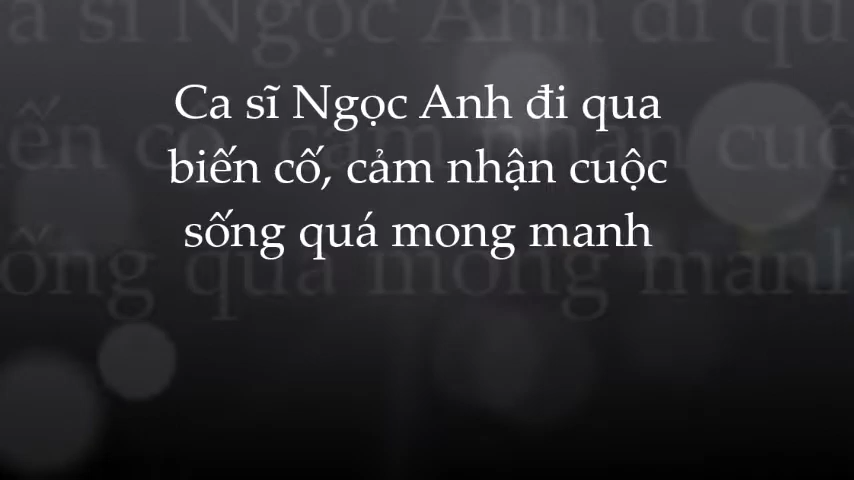 Ca sĩ Ngọc Anh đi qua
biến cố, cảm nhận cuộc
sống quá mong manh